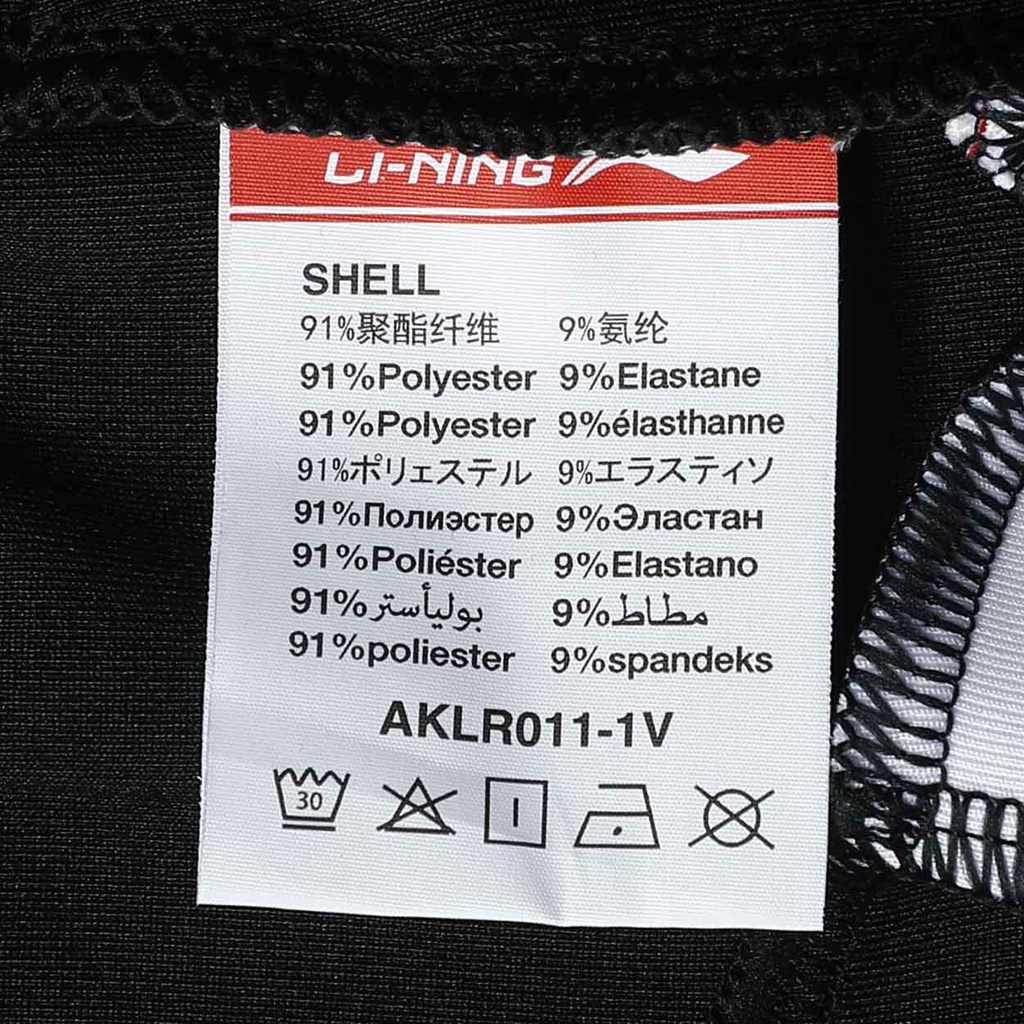 LI-NING
SHELL
91%聚酯纤维 9%氨纶
91%Polyester 9%Elastane
91%Polyester 9%élasthanne
91%ポリェステル 9%エラスティソ
91%Полиэстер 9%Эластан
91%Poliéster 9%Elastano
91%بوليأستر 9%مطاط
91%poliester 9%spandeks
AKLR011-1V
30